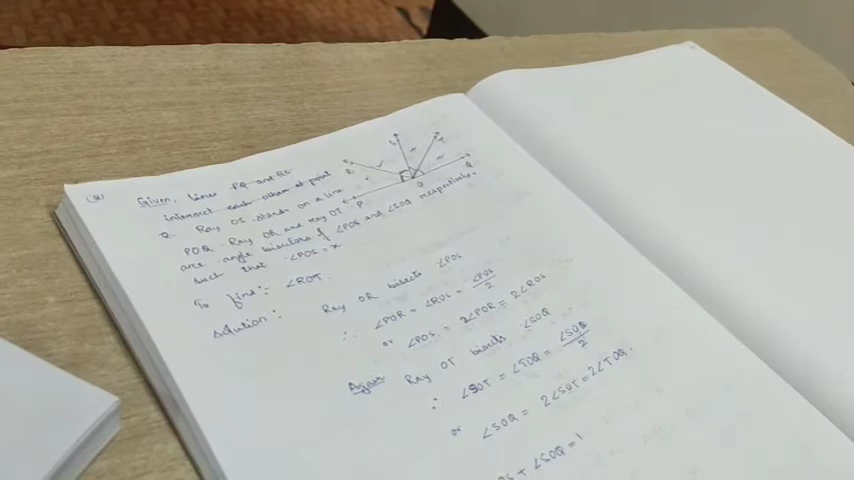 Given. Lines PQ and RS
intersect each other at point
O. Ray OS stands on a line
POQ. Ray OR and ray OT
are angle bisectors of ∠POS and ∠SOQ respectively.
such that ∠POS = x
To find: ∠ROT.
Solution: Ray OR bisects ∠POS
∴ ∠POR = ∠ROS = ∠POS/2
or ∠POS = 2∠POR = 2∠ROS
Again Ray OT bisects ∠SOQ
∴ ∠SOT = ∠TOQ = ∠SOQ/2
or ∠SOQ = 2∠SOT = 2∠TOQ.
+ ∠SOQ = 1
R S T
P O Q